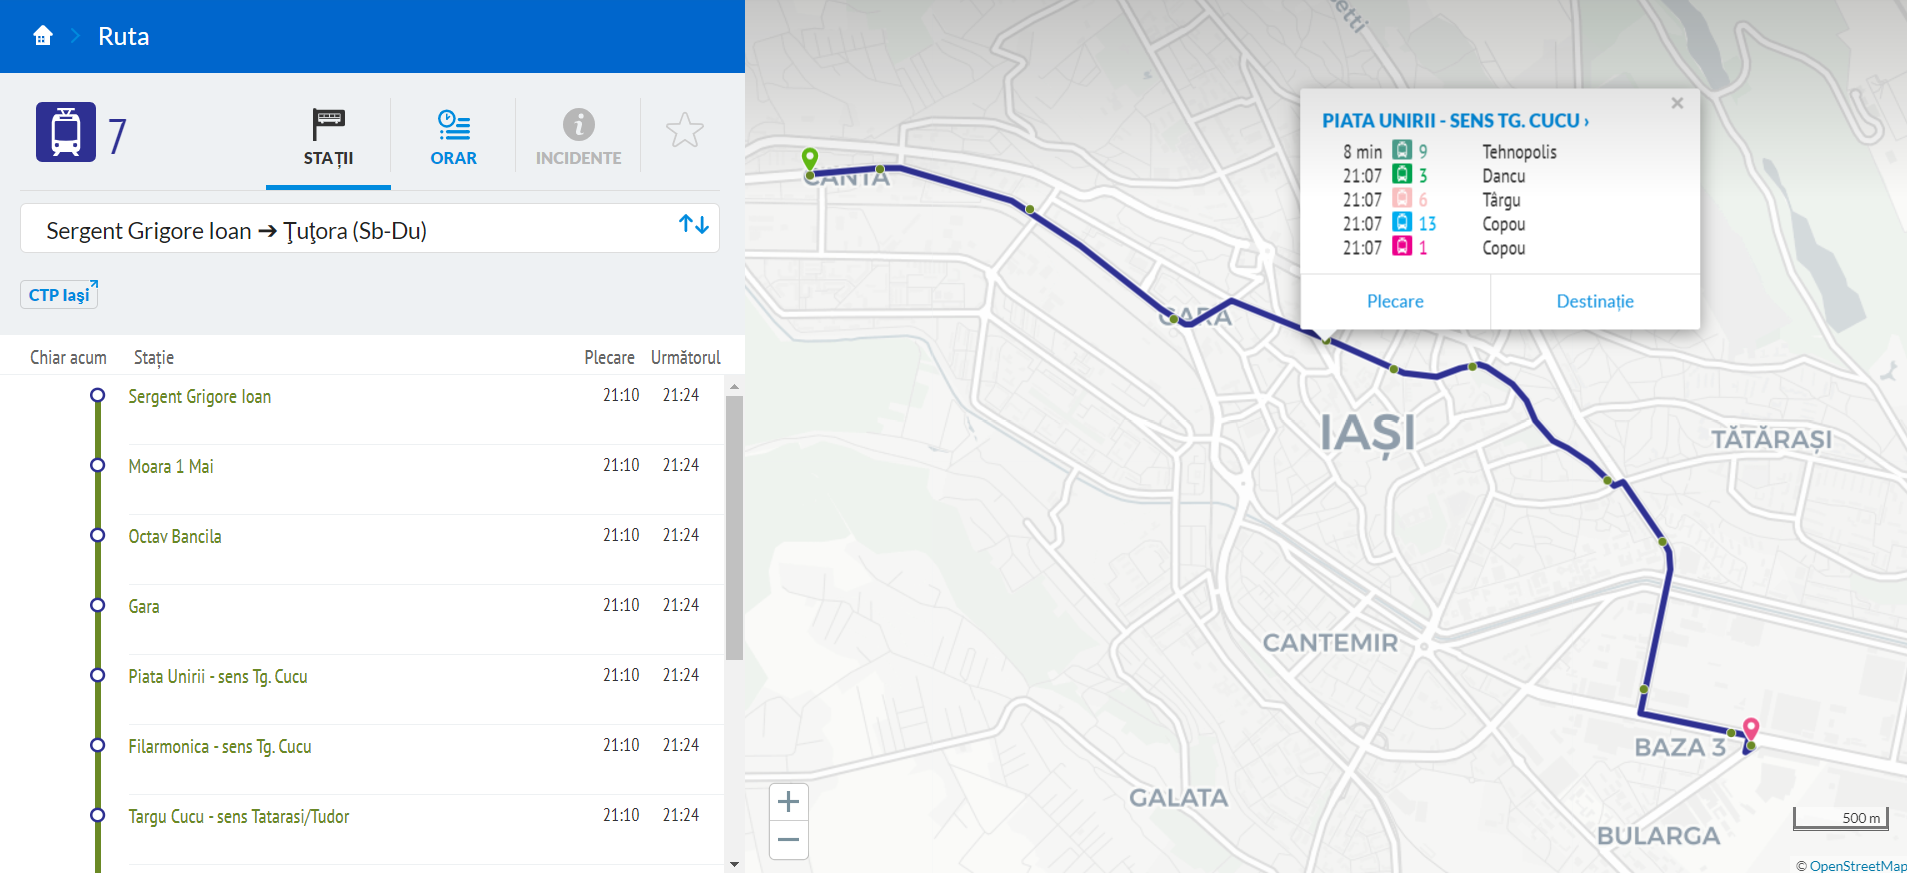 Ruta
7
STAȚII
ORAR
INCIDENTE
Sergent Grigore Ioan ➔ Ţuţora (Sb-Du)
CTP Iaşi
Chiar acum Stație Plecare Următorul
Sergent Grigore Ioan 21:10 21:24
Moara 1 Mai 21:10 21:24
Octav Bancila 21:10 21:24
Gara 21:10 21:24
Piata Unirii - sens Tg. Cucu 21:10 21:24
Filarmonica - sens Tg. Cucu 21:10 21:24
Targu Cucu - sens Tatarasi/Tudor 21:10 21:24
etti
CANTA
GARA
PIATA UNIRII - SENS TG. CUCU ›
8 min 9 Tehnopolis
21:07 3 Dancu
21:07 6 Târgu
21:07 13 Copou
21:07 1 Copou
Plecare Destinație
IAȘI
TĂTĂRAȘI
CANTEMIR
BAZA 3
GALATA
BULARGA
500 m
© OpenStreetMap